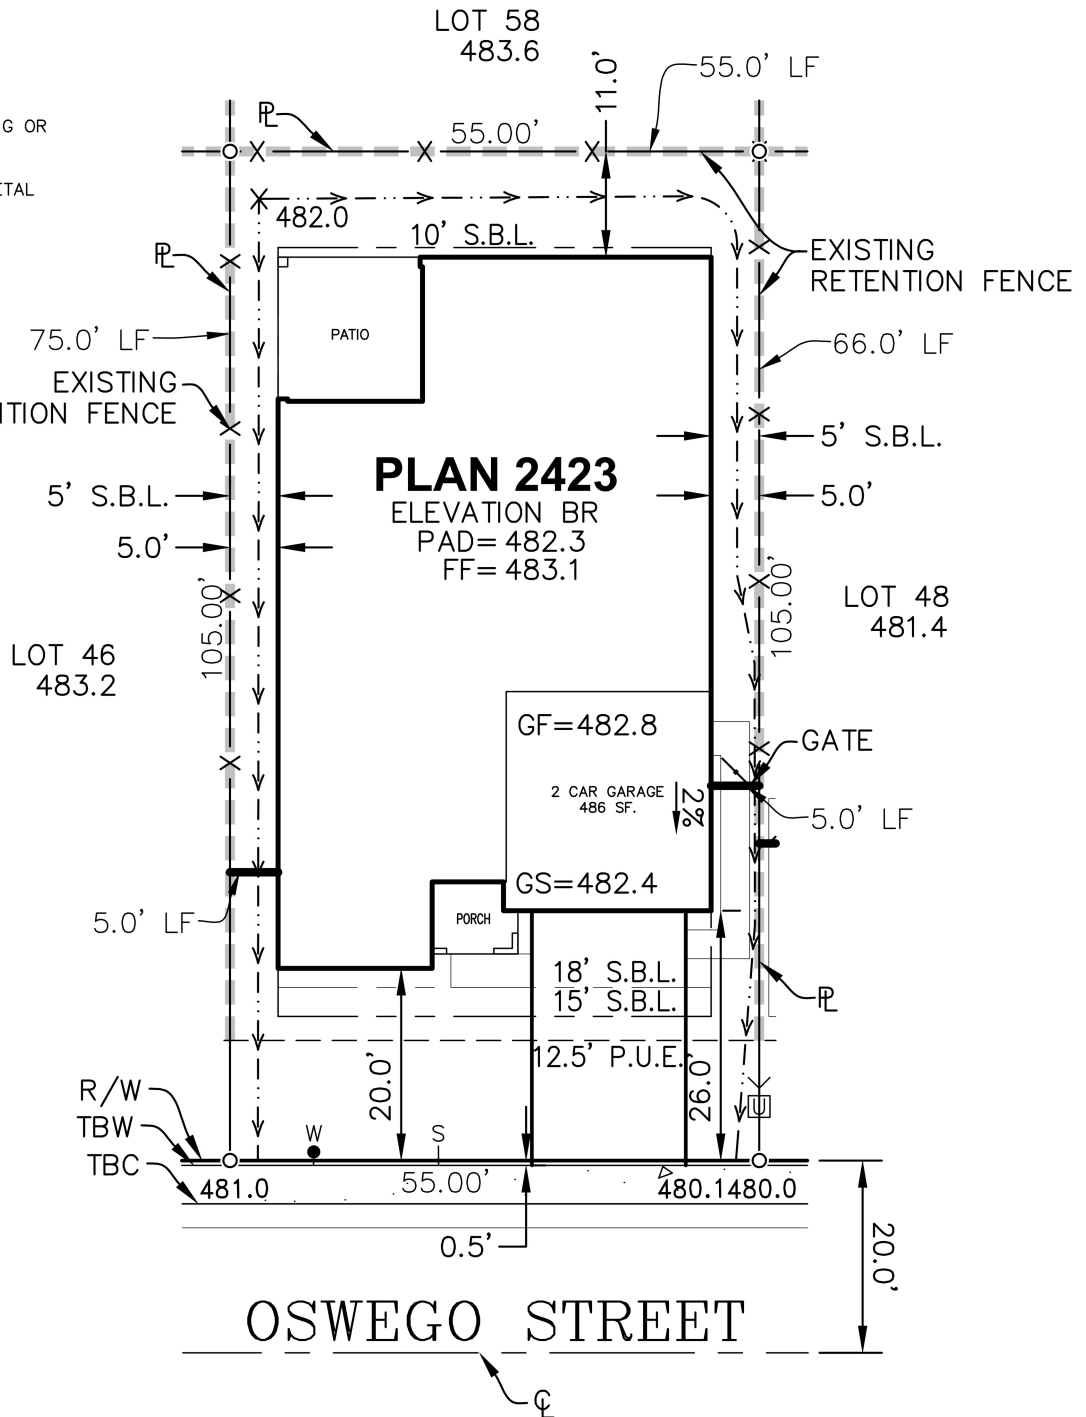 LOT 58
483.6
55.0' LF
11.0'
G OR
PL
55.00'
ETAL
482.0
10' S.B.L.
PL
EXISTING
RETENTION FENCE
PATIO
75.0' LF
66.0' LF
EXISTING
NTION FENCE
5' S.B.L.
PLAN 2423
5' S.B.L.
5.0'
ELEVATION BR
PAD= 482.3
FF= 483.1
5.0'
105.00'
105.00'
LOT 48
481.4
LOT 46
483.2
GF=482.8
GATE
2 CAR GARAGE
486 SF.
2%
5.0' LF
GS=482.4
5.0' LF
PORCH
18' S.B.L.
15' S.B.L.
PL
12.5' P.U.E.
20.0'
26.0'
R/W
TBW
TBC
U
W
S
481.0
55.00'
480.1
480.0
0.5'
20.0'
OSWEGO STREET
CL